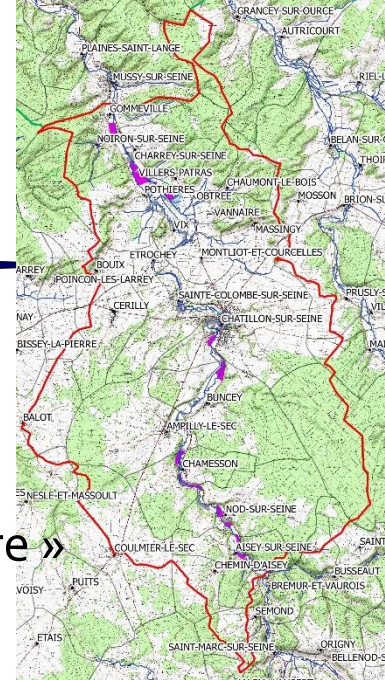 GRANCEY-SUR-OURCE
AUTRICOURT
PLAINES-SAINT-LANGE
MUSSY-SUR-SEINE
RIEL-L
GOMMEVILLE
NOIRON-SUR-SEINE
BELAN-SUR-O
CHARREY-SUR-SEINE
THOIR
VILLERS-PATRAS
CHAUMONT-LE-BOIS
POTHIERES
OBTREE
MOSSON
BRION-SU
VANNAIRE
VIX
MASSINGY
ETROCHEY
MONTLIOT-ET-COURCELLES
BOUIX
ARREY
POINCON-LES-LARREY
SAINTE-COLOMBE-SUR-SEINE
PRUSLY-S
CERILLY
VIL
NAY
CHATILLON-SUR-SEINE
BISSEY-LA-PIERRE
MAI
BUNCEY
BALOT
AMPILLY-LE-SEC
CHAMESSON
ES
NESLE-ET-MASSOULT
NOD-SUR-SEINE
re »
COULMIER-LE-SEC
AISEY-SUR-SEINE
SAINT
CHEMIN-D'AISEY
BUSSEAUT
PUITS
BREMUR-ET-VAUROIS
VOISY
SEMOND
ETAIS
SAINT-MARC-SUR-SEINE
ORIGNY
BELLENOD-S